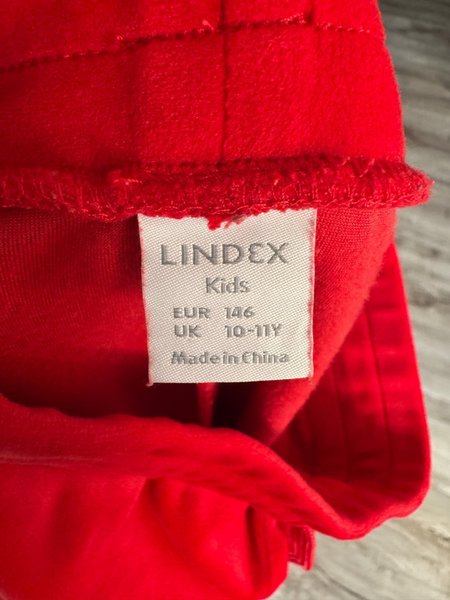 LINDEX
Kids
EUR 146
UK 10-11Y
Made in China